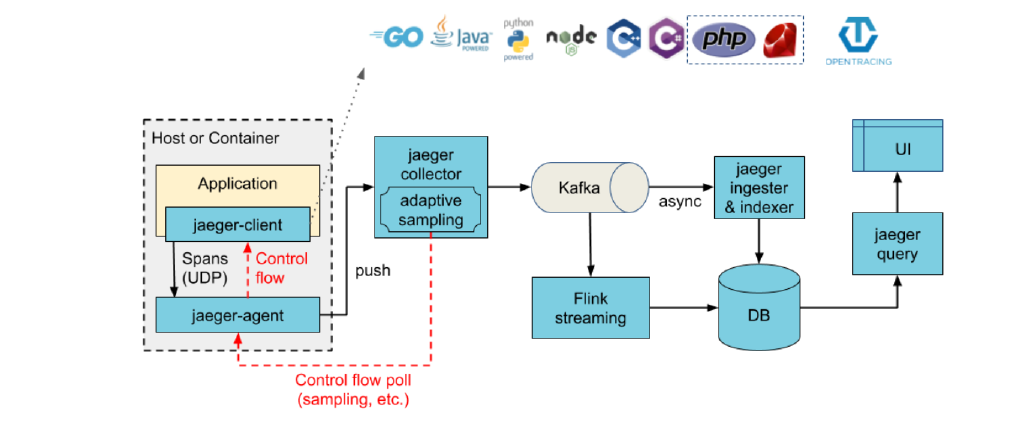 GO
Java
POWERED
python
powered
node
JS
C++
C#
php
OPENTRACING
Host or Container
Application
jaeger-client
Spans
(UDP)
Control
flow
jaeger-agent
push
jaeger
collector
adaptive
sampling
Control flow poll
(sampling, etc.)
Kafka
async
Flink
streaming
jaeger
ingester
& indexer
DB
jaeger
query
UI